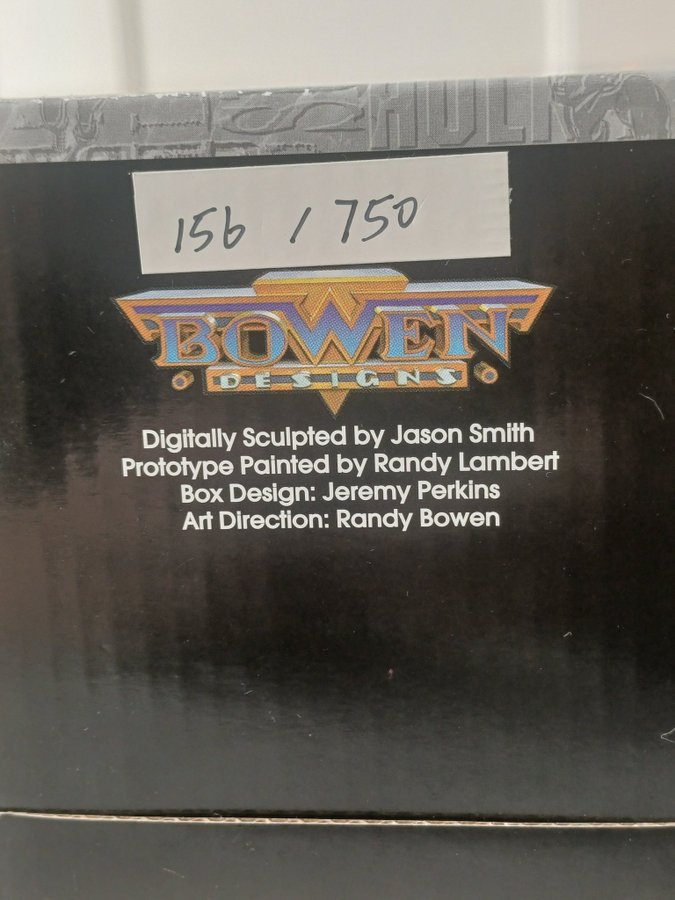 HULK
156 / 750
BOWEN
DESIGNS
Digitally Sculpted by Jason Smith
Prototype Painted by Randy Lambert
Box Design: Jeremy Perkins
Art Direction: Randy Bowen